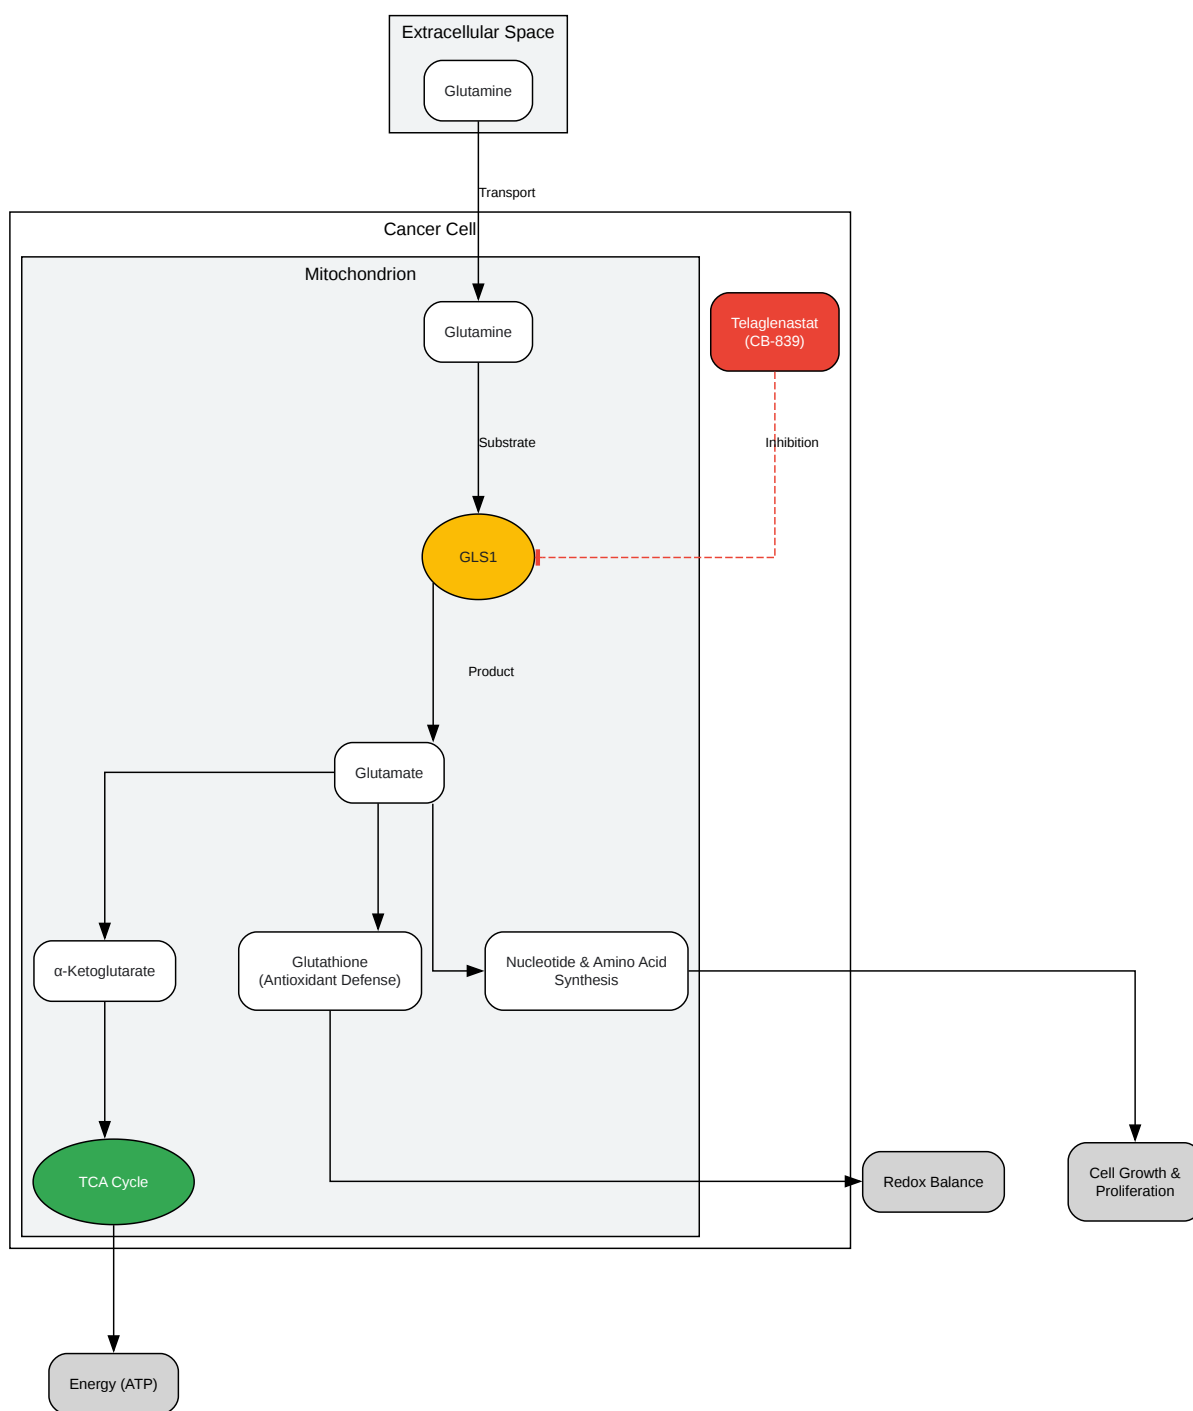 Extracellular Space
Glutamine
Transport
Cancer Cell
Mitochondrion
Glutamine
Telaglenastat
(CB-839)
Substrate
Inhibition
GLS1
Product
Glutamate
α-Ketoglutarate
Glutathione
(Antioxidant Defense)
Nucleotide & Amino Acid
Synthesis
TCA Cycle
Redox Balance
Cell Growth &
Proliferation
Energy (ATP)